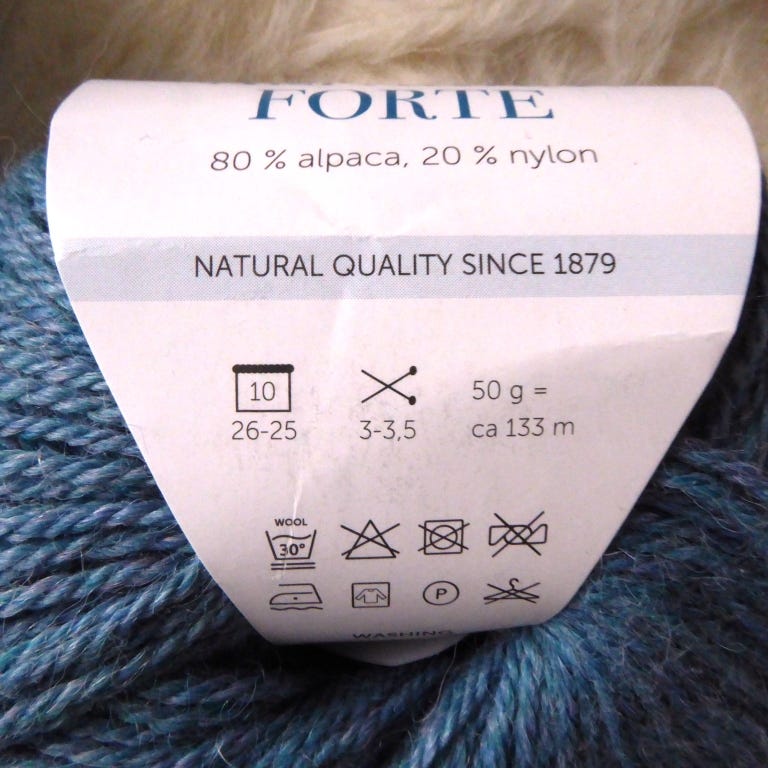 FORTE
80 % alpaca, 20 % nylon
NATURAL QUALITY SINCE 1879
10
26-25
3-3,5
50 g =
ca 133 m
WOOL
30°
P
WASHING